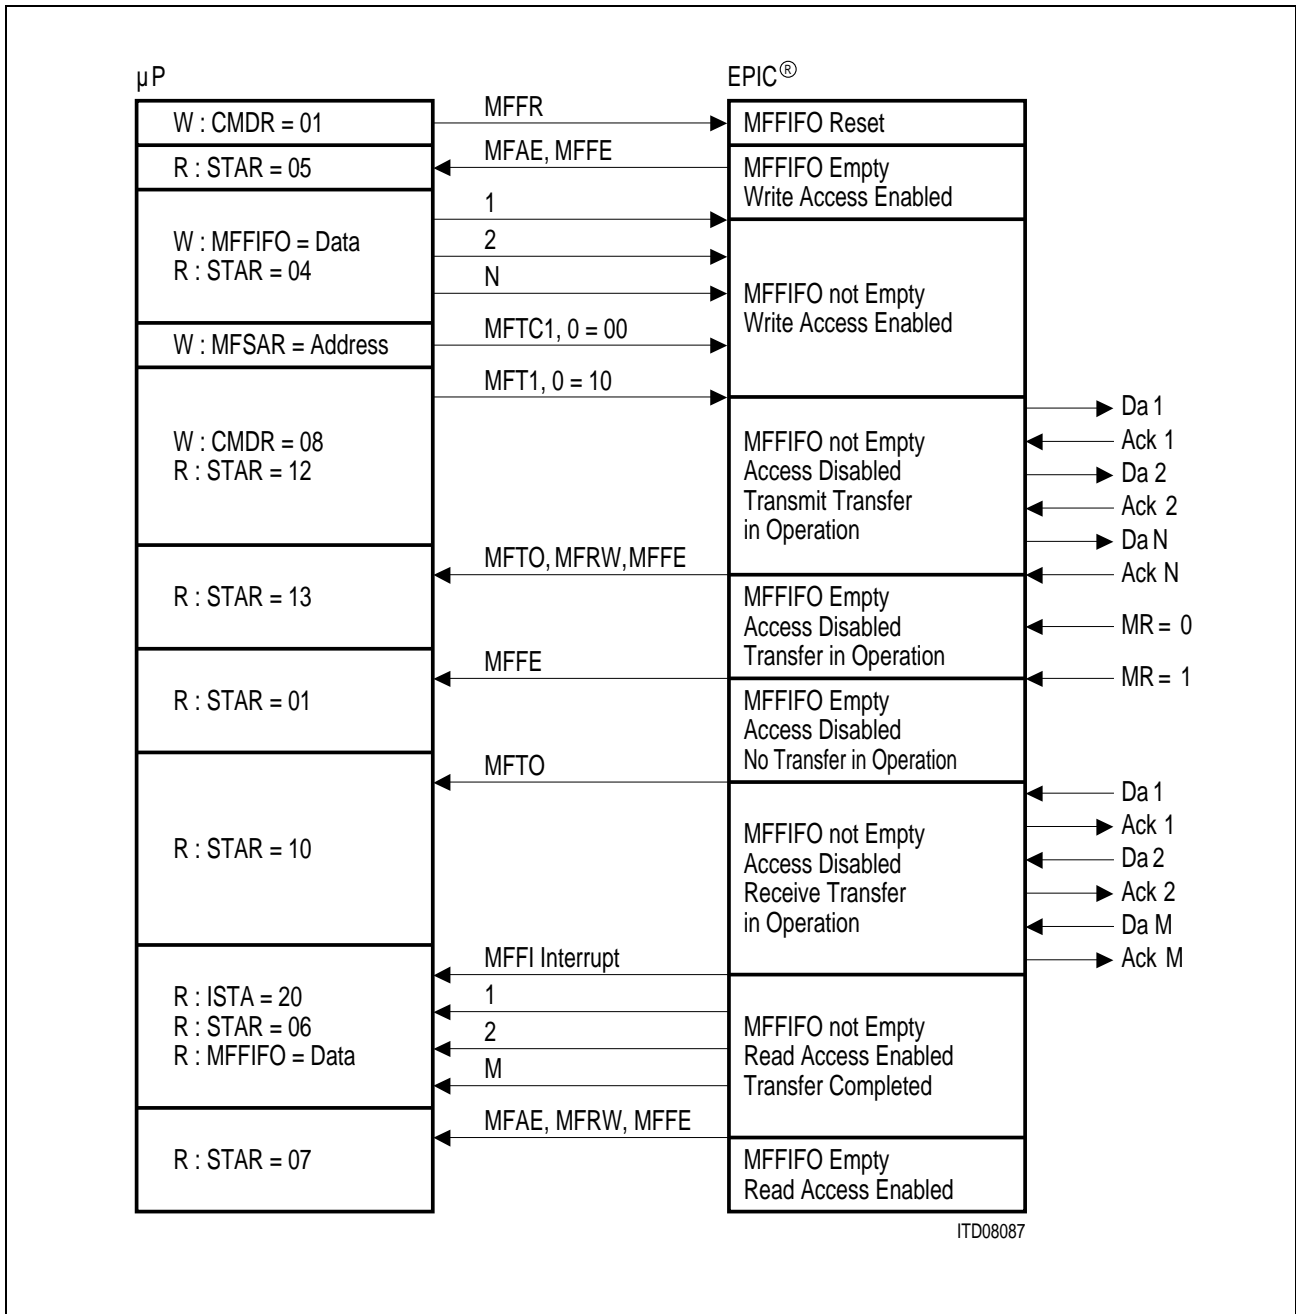 µP
EPIC®
W : CMDR = 01
MFFR
MFFIFO Reset
R : STAR = 05
MFAE, MFFE
MFFIFO Empty
Write Access Enabled
W : MFFIFO = Data
R : STAR = 04
1
2
N
MFFIFO not Empty
Write Access Enabled
W : MFSAR = Address
MFTC1, 0 = 00
MFT1, 0 = 10
W : CMDR = 08
R : STAR = 12
MFFIFO not Empty
Access Disabled
Transmit Transfer
in Operation
Da 1
Ack 1
Da 2
Ack 2
Da N
Ack N
R : STAR = 13
MFTO, MFRW, MFFE
MFFIFO Empty
Access Disabled
Transfer in Operation
MR = 0
MR = 1
R : STAR = 01
MFFE
MFFIFO Empty
Access Disabled
No Transfer in Operation
R : STAR = 10
MFTO
MFFIFO not Empty
Access Disabled
Receive Transfer
in Operation
Da 1
Ack 1
Da 2
Ack 2
Da M
Ack M
R : ISTA = 20
R : STAR = 06
R : MFFIFO = Data
MFFI Interrupt
1
2
M
MFFIFO not Empty
Read Access Enabled
Transfer Completed
R : STAR = 07
MFAE, MFRW, MFFE
MFFIFO Empty
Read Access Enabled
ITD08087